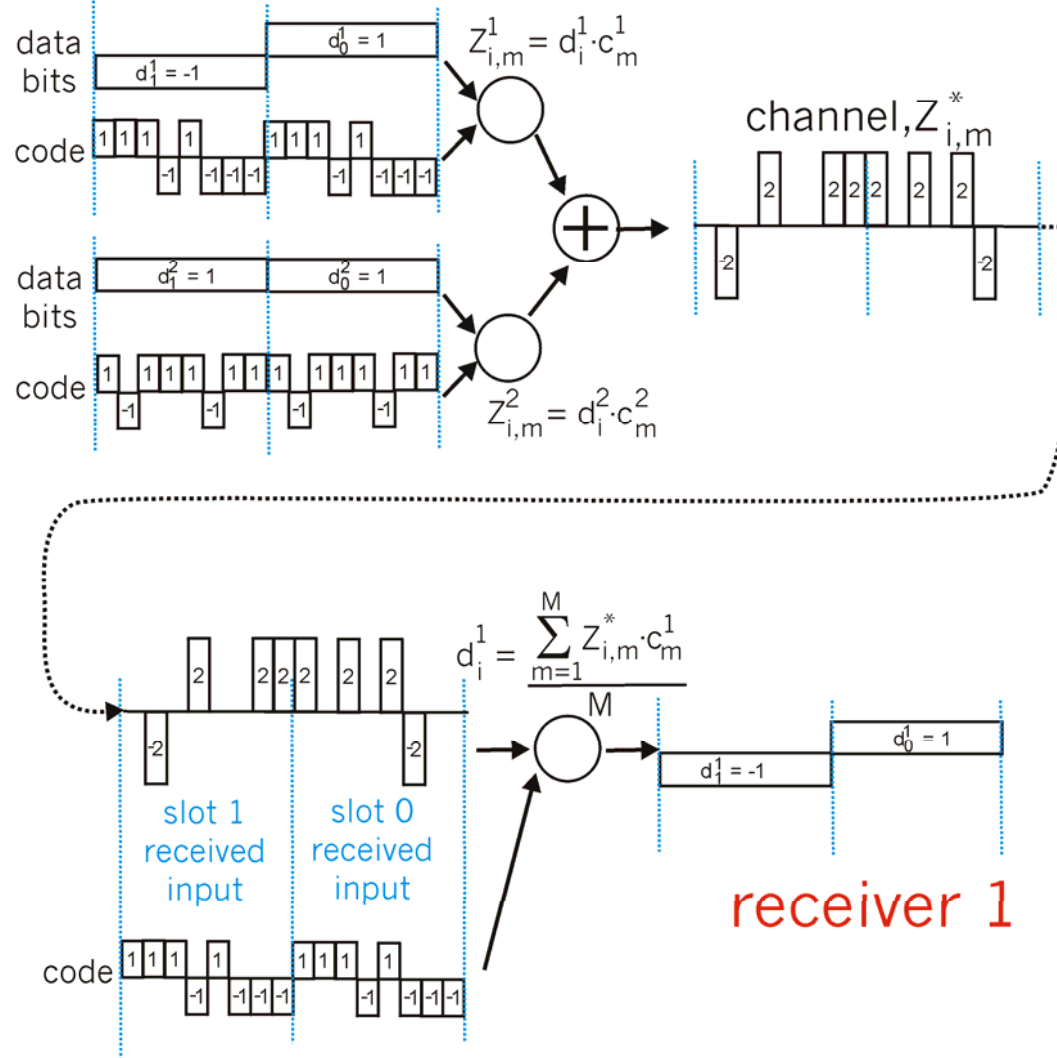 data bits
d₁¹ = -1
d₀¹ = 1
code
1 1 1 -1 1 -1 -1 -1 1 1 1 -1 1 -1 -1 -1
Z¹ᵢ,ₘ = d¹ᵢ·c¹ₘ
data bits
d₁² = 1
d₀² = 1
code
1 -1 1 1 1 -1 1 1 1 -1 1 1 1 -1 1 1
Z²ᵢ,ₘ = d²ᵢ·c²ₘ
+
channel, Z*ᵢ,ₘ
-2 2 2 2 2 2 2 -2
-2 2 2 2 2 2 2 -2
slot 1
received
input
slot 0
received
input
code
1 1 1 -1 1 -1 -1 -1 1 1 1 -1 1 -1 -1 -1
d¹ᵢ = ∑ₘ₌₁ᴹ Z*ᵢ,ₘ·c¹ₘ / M
d₁¹ = -1
d₀¹ = 1
receiver 1